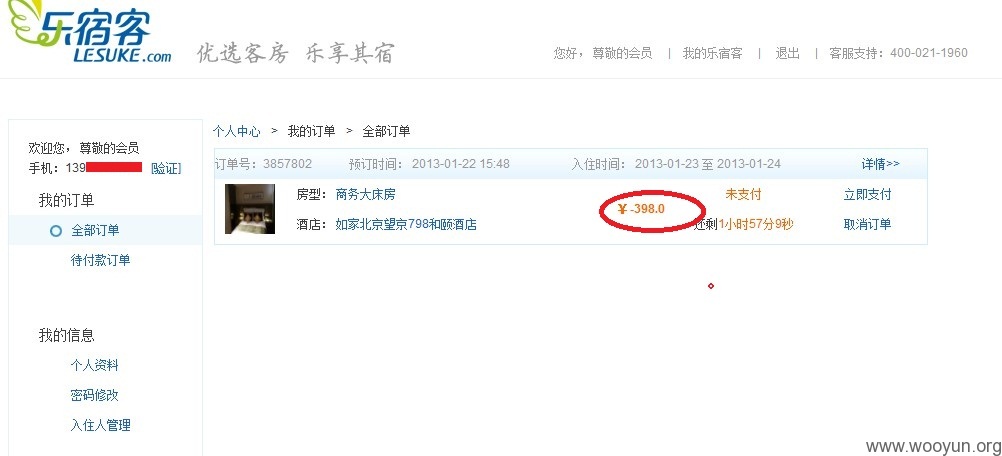 乐宿客
LESUKE.com
优选客房 乐享其宿
您好，尊敬的会员 | 我的乐宿客 | 退出 | 客服支持：400-021-1960
欢迎您，尊敬的会员
手机：139 [验证]
我的订单
全部订单
待付款订单
我的信息
个人资料
密码修改
入住人管理
个人中心 > 我的订单 > 全部订单
订单号：3857802 预订时间： 2013-01-22 15:48 入住时间： 2013-01-23 至 2013-01-24 详情>>
房型： 商务大床房 ￥-398.0 未支付 立即支付
酒店： 如家北京望京798和颐酒店 还剩1小时57分9秒 取消订单
www.wooyun.org